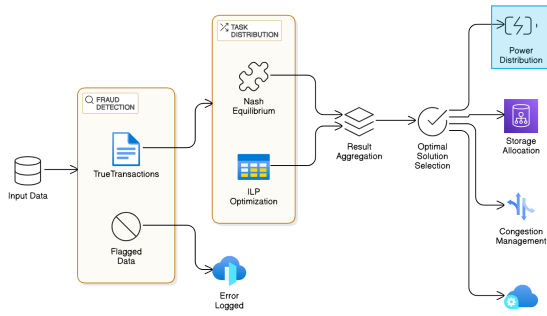 TASK
DISTRIBUTION
Power
Distribution
FRAUD
DETECTION
Nash
Equilibrium
Result
Aggregation
Optimal
Solution
Selection
Storage
Allocation
Input Data
TrueTransactions
ILP
Optimization
Flagged
Data
Congestion
Management
Error
Logged